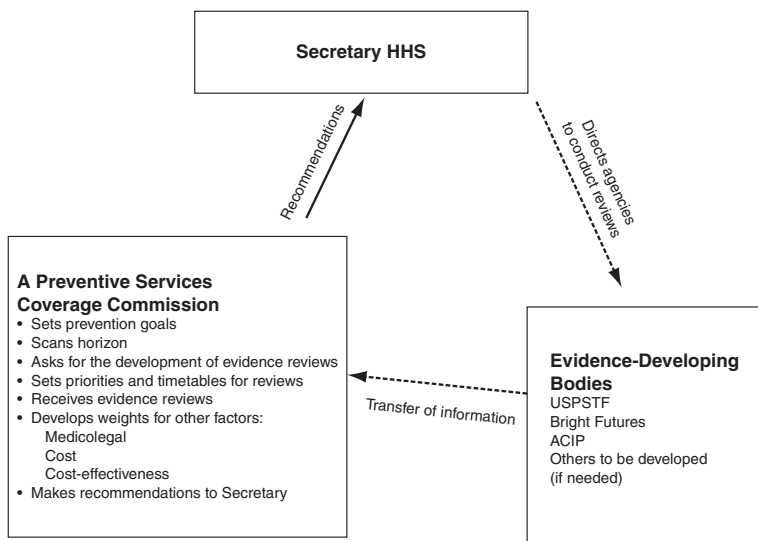 Secretary HHS
Recommendations
Directs agencies
to conduct reviews
A Preventive Services
Coverage Commission
• Sets prevention goals
• Scans horizon
• Asks for the development of evidence reviews
• Sets priorities and timetables for reviews
• Receives evidence reviews
• Develops weights for other factors:
Medicolegal
Cost
Cost-effectiveness
• Makes recommendations to Secretary
Transfer of information
Evidence-Developing
Bodies
USPSTF
Bright Futures
ACIP
Others to be developed
(if needed)